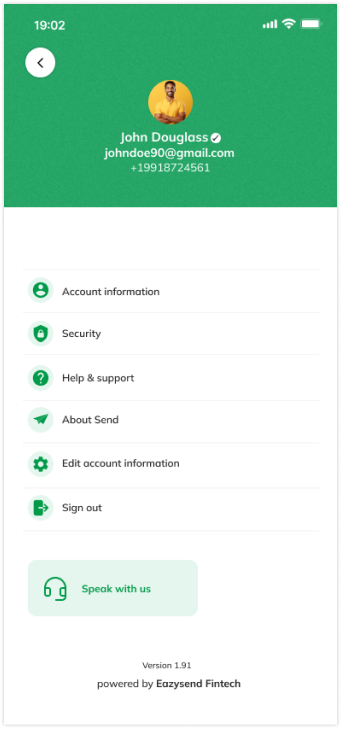 19:02
John Douglass
johndoe90@gmail.com
+19918724561
Account information
Security
Help & support
About Send
Edit account information
Sign out
Speak with us
Version 1.91
powered by Eazysend Fintech